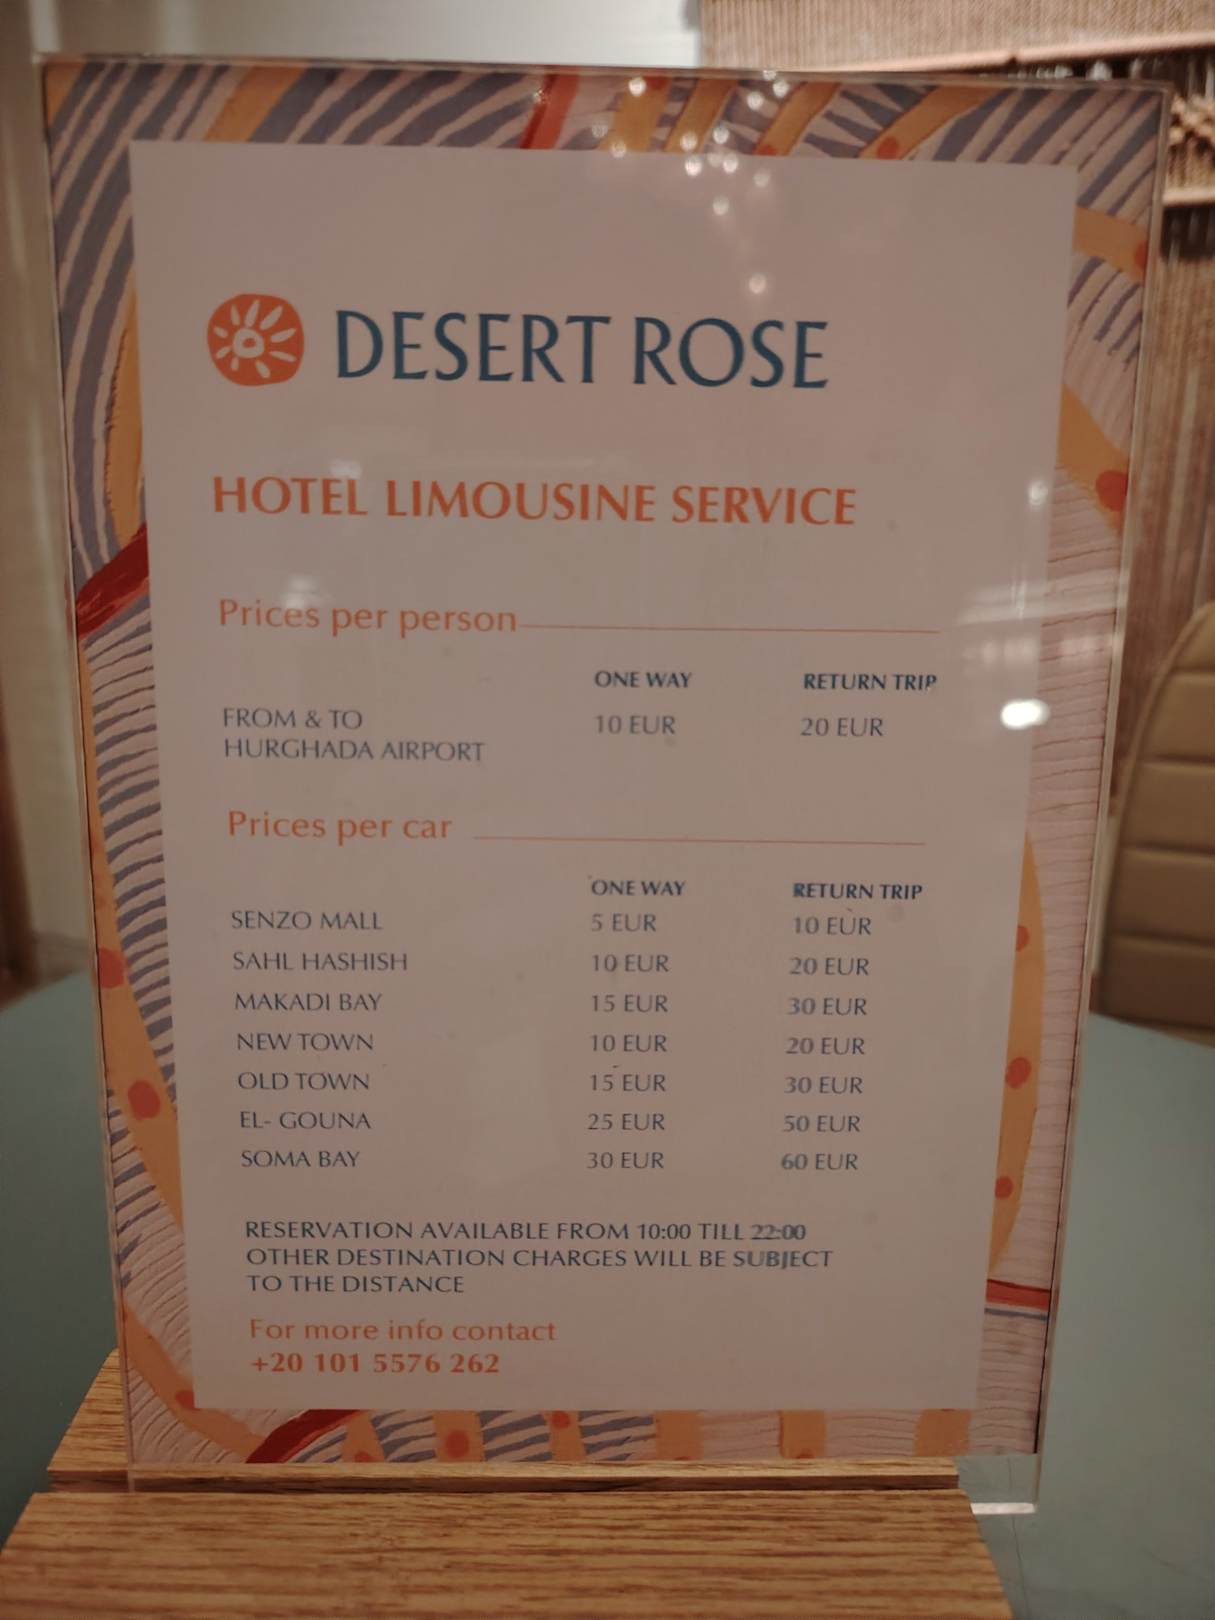 DESERT ROSE
HOTEL LIMOUSINE SERVICE
Prices per person
ONE WAY RETURN TRIP
FROM & TO 10 EUR 20 EUR
HURGHADA AIRPORT
Prices per car
ONE WAY RETURN TRIP
SENZO MALL 5 EUR 10 EUR
SAHL HASHISH 10 EUR 20 EUR
MAKADI BAY 15 EUR 30 EUR
NEW TOWN 10 EUR 20 EUR
OLD TOWN 15 EUR 30 EUR
EL- GOUNA 25 EUR 50 EUR
SOMA BAY 30 EUR 60 EUR
RESERVATION AVAILABLE FROM 10:00 TILL 22:00
OTHER DESTINATION CHARGES WILL BE SUBJECT
TO THE DISTANCE
For more info contact
+20 101 5576 262